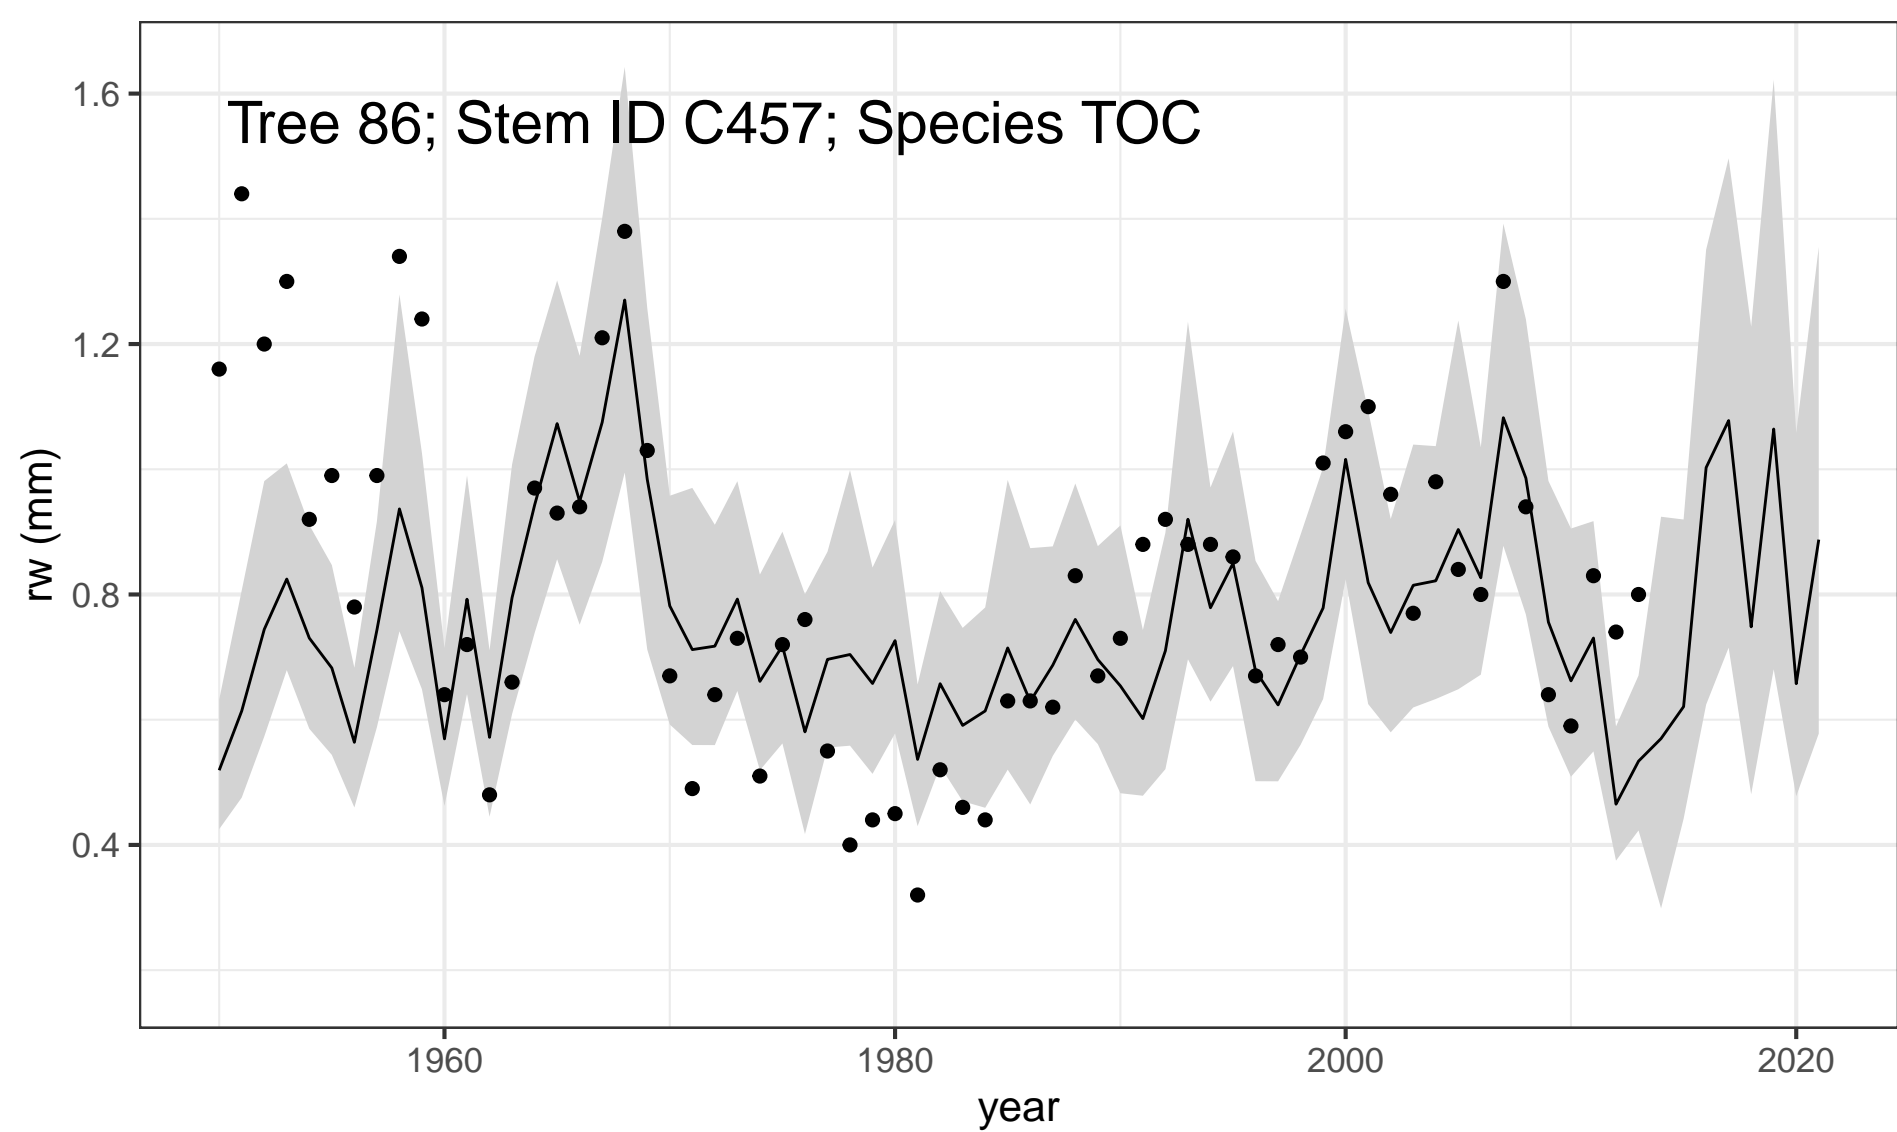 Tree 86; Stem ID C457; Species TOC
1.6
1.2
0.8
0.4
rw (mm)
1960 1980 2000 2020
year